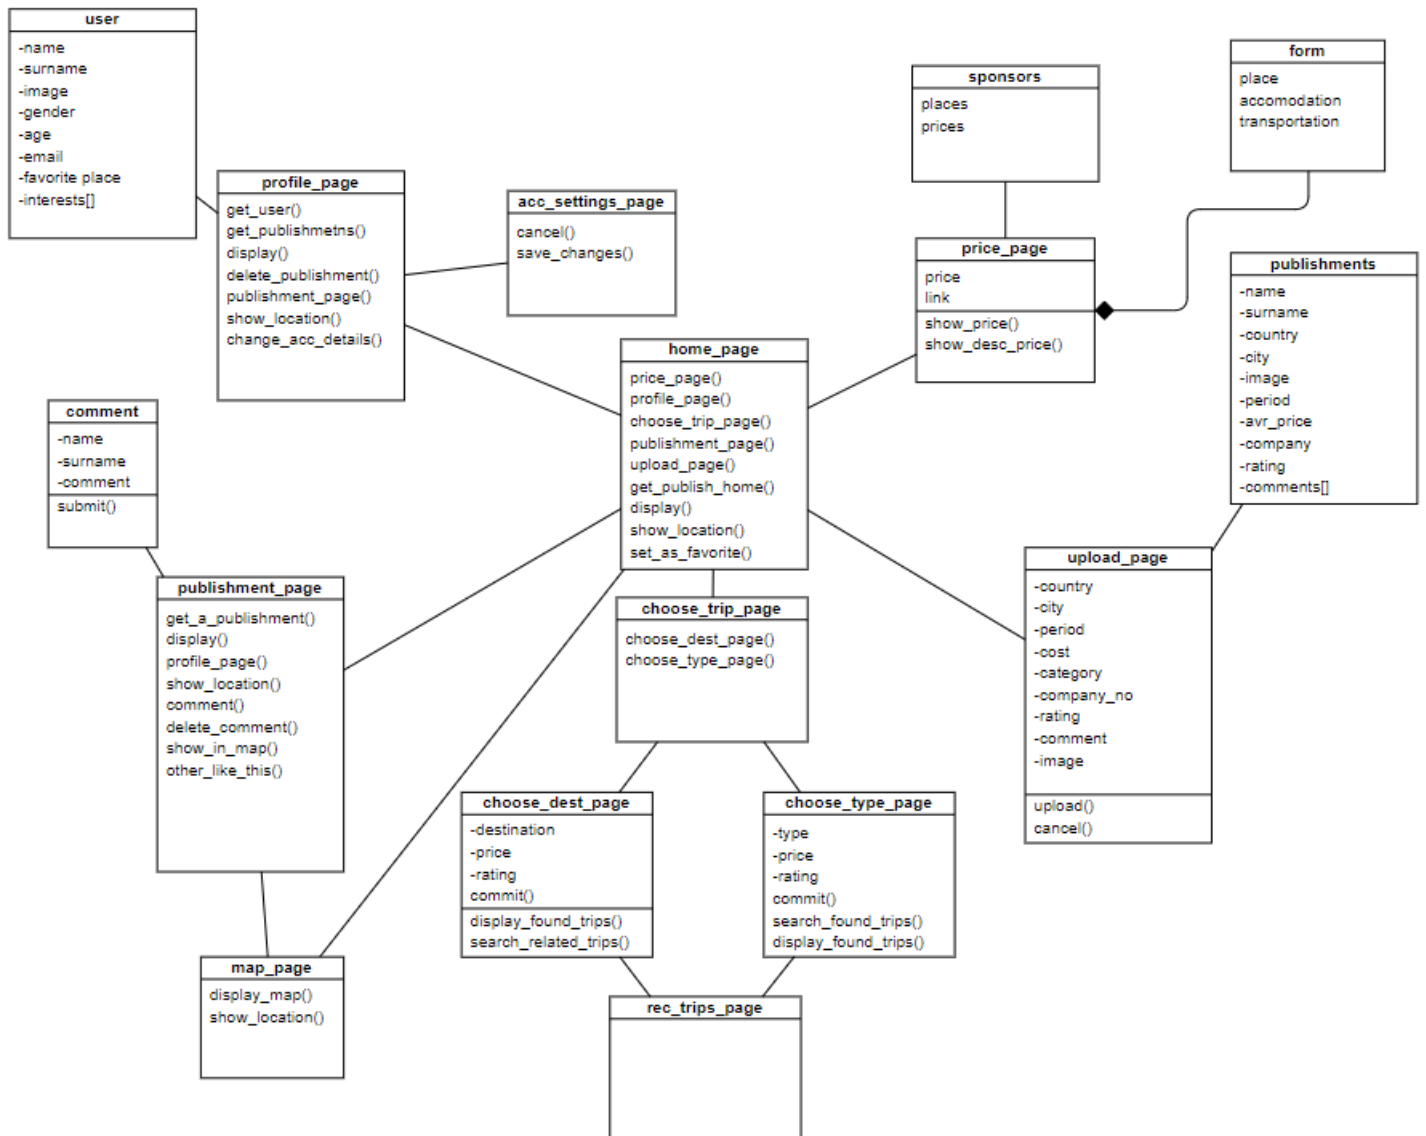 user
-name
-surname
-image
-gender
-age
-email
-favorite place
-interests[]
profile_page
get_user()
get_publishmetns()
display()
delete_publishment()
publishment_page()
show_location()
change_acc_details()
acc_settings_page
cancel()
save_changes()
sponsors
places
prices
form
place
accomodation
transportation
price_page
price
link
show_price()
show_desc_price()
publishments
-name
-surname
-country
-city
-image
-period
-avr_price
-company
-rating
-comments[]
home_page
price_page()
profile_page()
choose_trip_page()
publishment_page()
upload_page()
get_publish_home()
display()
show_location()
set_as_favorite()
comment
-name
-surname
-comment
submit()
publishment_page
get_a_publishment()
display()
profile_page()
show_location()
comment()
delete_comment()
show_in_map()
other_like_this()
choose_trip_page
choose_dest_page()
choose_type_page()
upload_page
-country
-city
-period
-cost
-category
-company_no
-rating
-comment
-image
upload()
cancel()
choose_dest_page
-destination
-price
-rating
commit()
display_found_trips()
search_related_trips()
choose_type_page
-type
-price
-rating
commit()
search_found_trips()
display_found_trips()
map_page
display_map()
show_location()
rec_trips_page